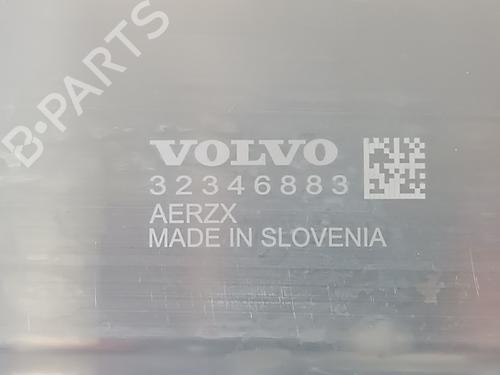 B-PARTS
VOLVO
32346883
AERZX
MADE IN SLOVENIA